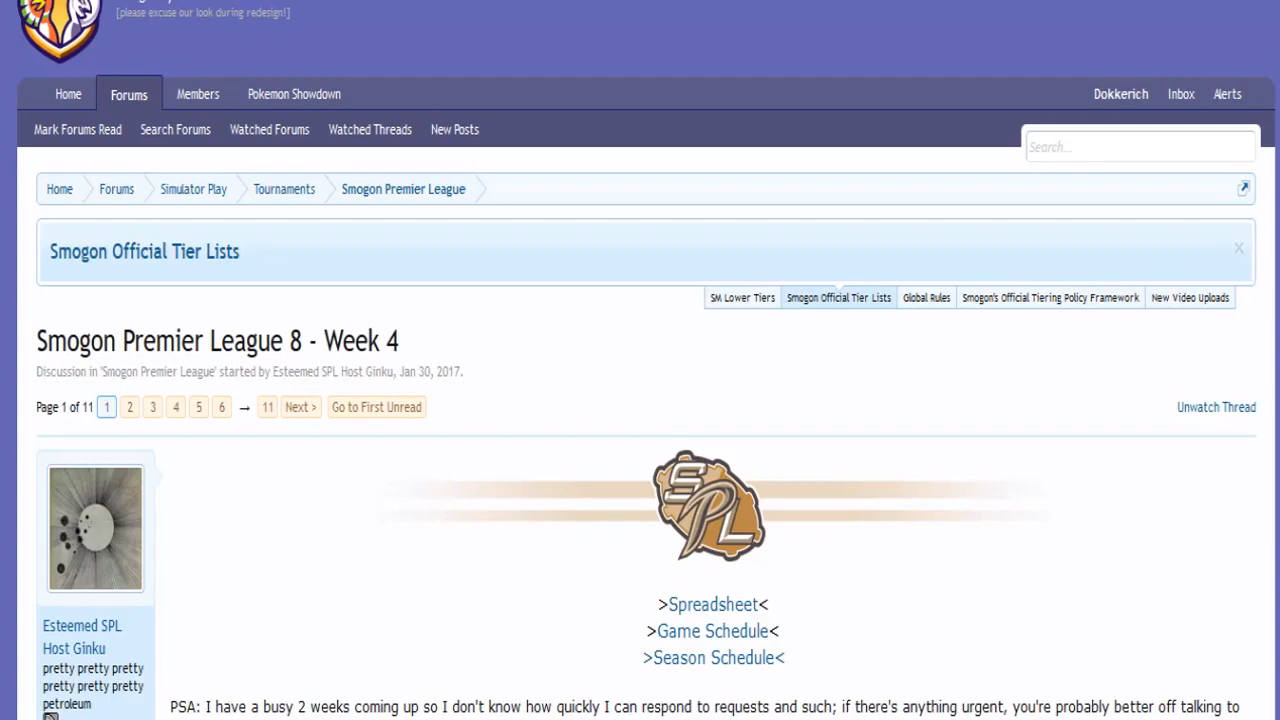 [please excuse our look during redesign!]
Home Forums Members Pokemon Showdown Dokkerich Inbox Alerts
Mark Forums Read Search Forums Watched Forums Watched Threads New Posts
Search...
Home Forums Simulator Play Tournaments Smogon Premier League
Smogon Official Tier Lists x
SM Lower Tiers Smogon Official Tier Lists Global Rules Smogon's Official Tiering Policy Framework New Video Uploads
Smogon Premier League 8 - Week 4
Discussion in 'Smogon Premier League' started by Esteemed SPL Host Ginku, Jan 30, 2017.
Page 1 of 11 1 2 3 4 5 6 → 11 Next > Go to First Unread Unwatch Thread
SPL
>Spreadsheet<
>Game Schedule<
>Season Schedule<
Esteemed SPL
Host Ginku
pretty pretty pretty
pretty pretty pretty
petroleum
PSA: I have a busy 2 weeks coming up so I don't know how quickly I can respond to requests and such; if there's anything urgent, you're probably better off talking to